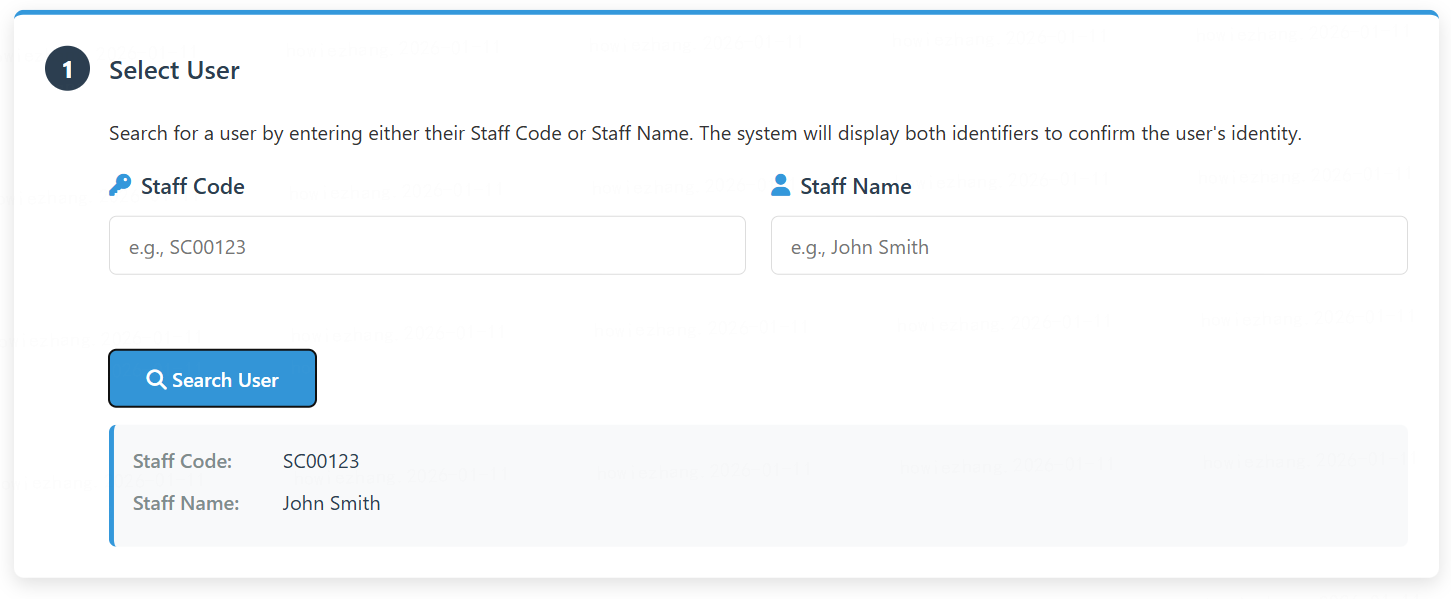 1 Select User
Search for a user by entering either their Staff Code or Staff Name. The system will display both identifiers to confirm the user's identity.
Staff Code
e.g., SC00123
Staff Name
e.g., John Smith
Search User
Staff Code: SC00123
Staff Name: John Smith